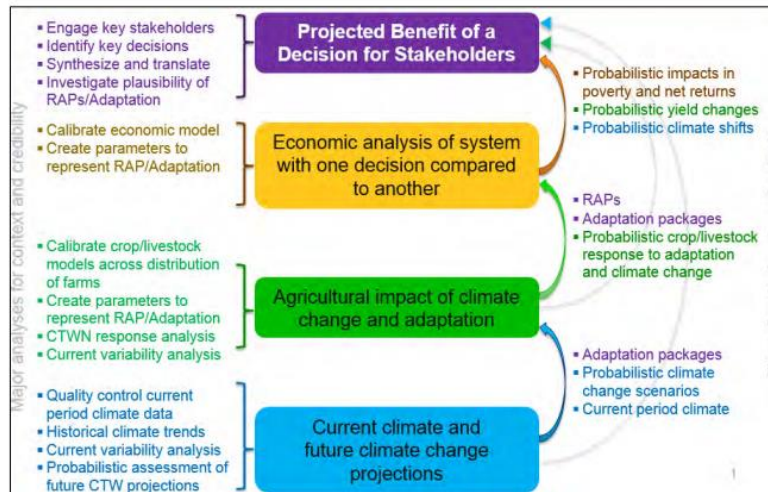 ▪ Engage key stakeholders
▪ Identify key decisions
▪ Synthesize and translate
▪ Investigate plausibility of
RAPs/Adaptation
Projected Benefit of a
Decision for Stakeholders
▪ Probabilistic impacts in
poverty and net returns
▪ Probabilistic yield changes
▪ Probabilistic climate shifts
▪ Calibrate economic model
▪ Create parameters to
represent RAP/Adaptation
Economic analysis of system
with one decision compared
to another
▪ RAPs
▪ Adaptation packages
▪ Probabilistic crop/livestock
response to adaptation
and climate change
▪ Calibrate crop/livestock
models across distribution
of farms
▪ Create parameters to
represent RAP/Adaptation
▪ CTWN response analysis
▪ Current variability analysis
Agricultural impact of climate
change and adaptation
▪ Adaptation packages
▪ Probabilistic climate
change scenarios
▪ Current period climate
▪ Quality control current
period climate data
▪ Historical climate trends
▪ Current variability analysis
▪ Probabilistic assessment of
future CTW projections
Current climate and
future climate change
projections
Major analyses for context and credibility
1